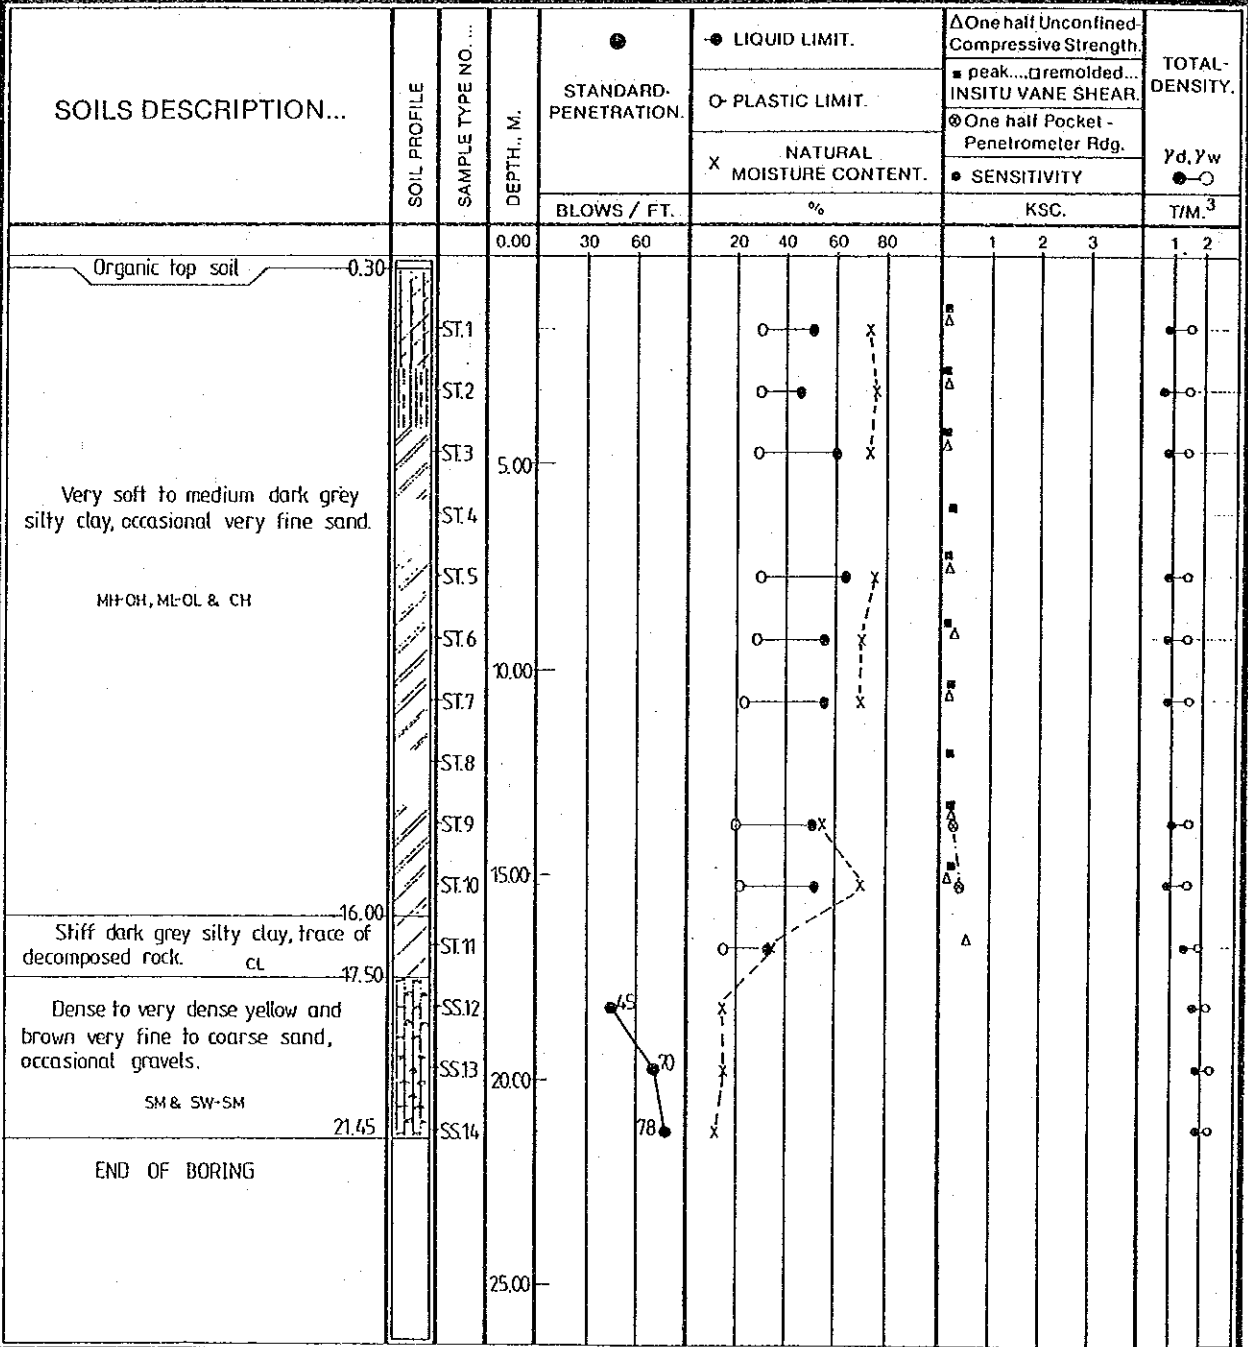 SOILS DESCRIPTION...
SOIL PROFILE
SAMPLE TYPE NO. ...
DEPTH., M.
STANDARD-
PENETRATION.
BLOWS / FT.
LIQUID LIMIT.
PLASTIC LIMIT.
X NATURAL
MOISTURE CONTENT.
%
One half Unconfined-
Compressive Strength.
peak....remolded...
INSITU VANE SHEAR.
One half Pocket -
Penetrometer Rdg.
SENSITIVITY
KSC.
TOTAL-
DENSITY.
γd, γw
T/M.³
0.00 30 60 20 40 60 80 1 2 3 1 2
Organic top soil 0.30
ST.1
ST.2
ST.3
5.00
Very soft to medium dark grey
silty clay, occasional very fine sand.
ST.4
ST.5
MH-OH, ML-OL & CH
ST.6
10.00
ST.7
ST.8
ST.9
15.00
ST.10
16.00
Stiff dark grey silty clay, trace of
decomposed rock. CL
ST.11
17.50
Dense to very dense yellow and
brown very fine to coarse sand,
occasional gravels.
SS.12 45
SS.13 70
20.00
SM & SW-SM
21.45 SS.14 78
END OF BORING
25.00